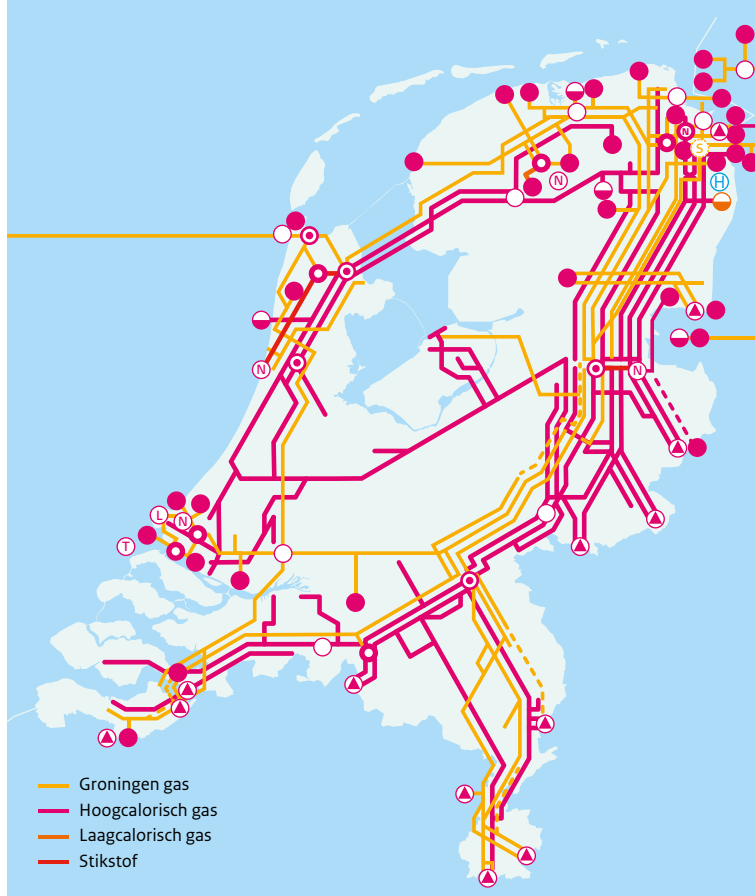 N
S
N
H
N
N
L
N
T
Groningen gas
Hoogcalorisch gas
Laagcalorisch gas
Stikstof